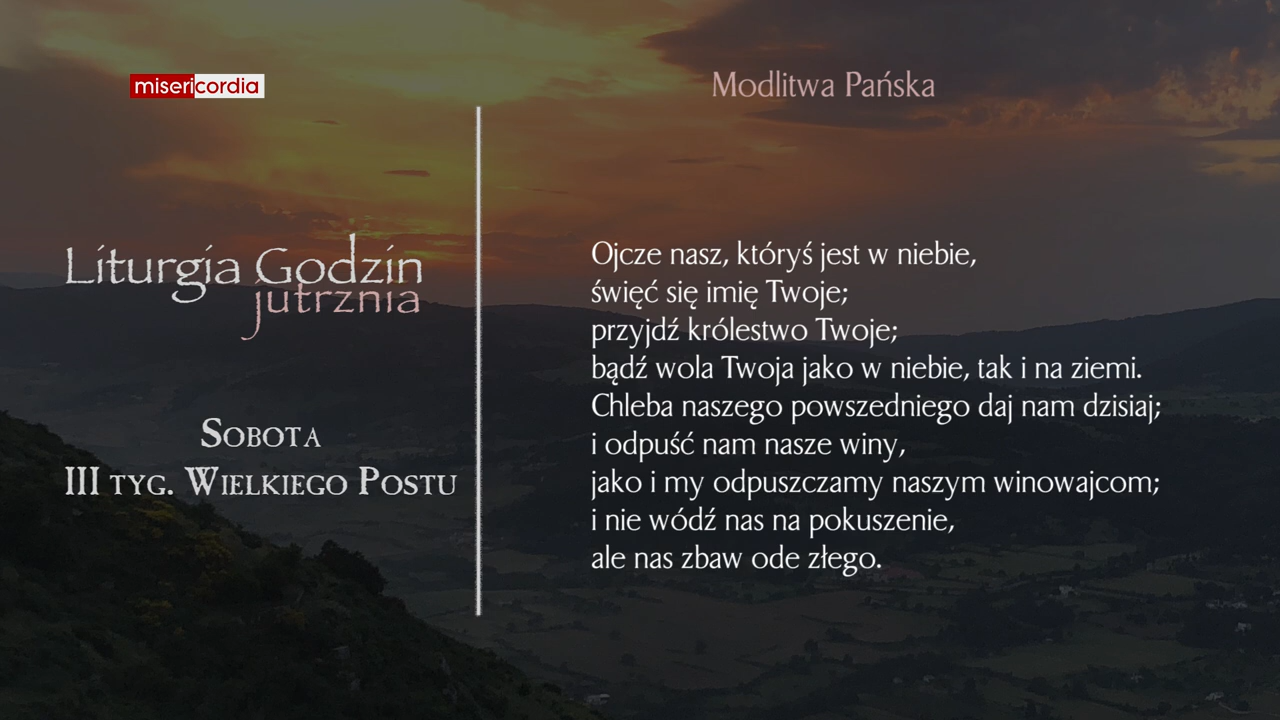 misericordia
Liturgia Godzin
jutrznia
Sobota
III tyg. Wielkiego Postu
Modlitwa Pańska
Ojcze nasz, któryś jest w niebie,
święć się imię Twoje;
przyjdź królestwo Twoje;
bądź wola Twoja jako w niebie, tak i na ziemi.
Chleba naszego powszedniego daj nam dzisiaj;
i odpuść nam nasze winy,
jako i my odpuszczamy naszym winowajcom;
i nie wódź nas na pokuszenie,
ale nas zbaw ode złego.